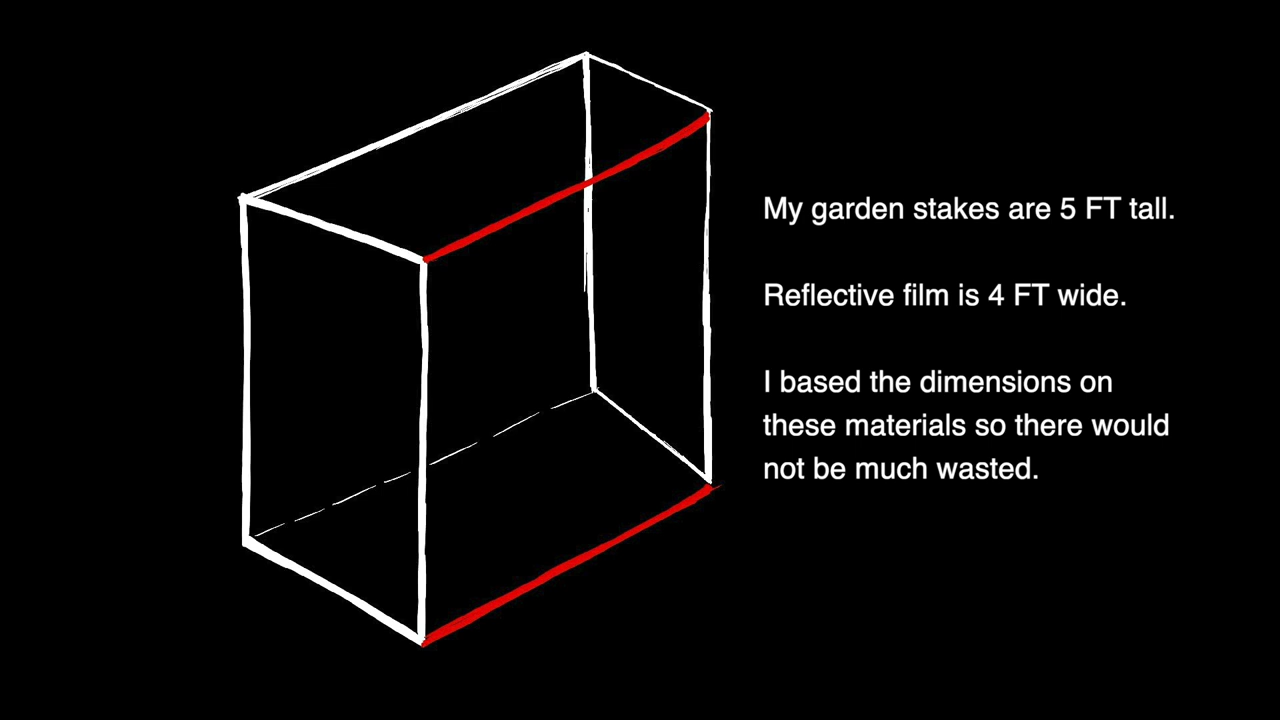 My garden stakes are 5 FT tall.
Reflective film is 4 FT wide.
I based the dimensions on
these materials so there would
not be much wasted.